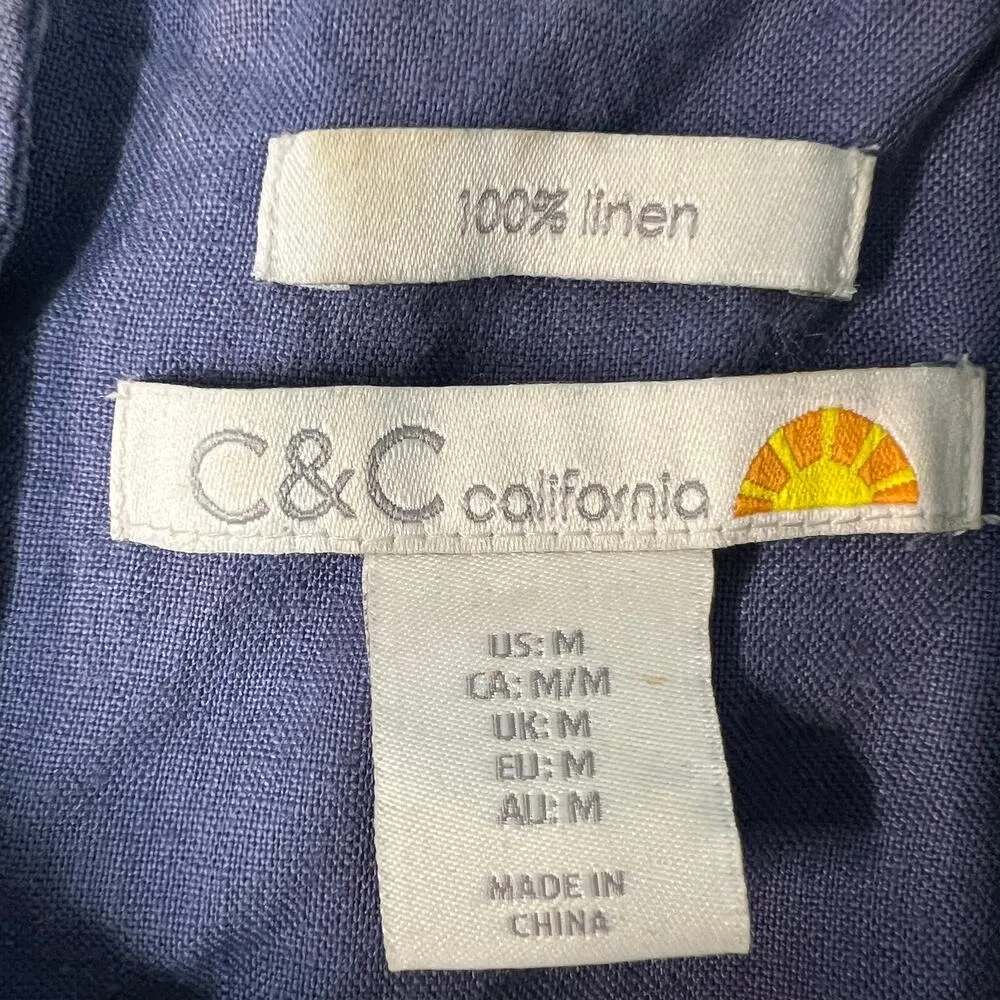 100% linen
C&C california
US: M
CA: M/M
UK: M
EU: M
AU: M
MADE IN
CHINA